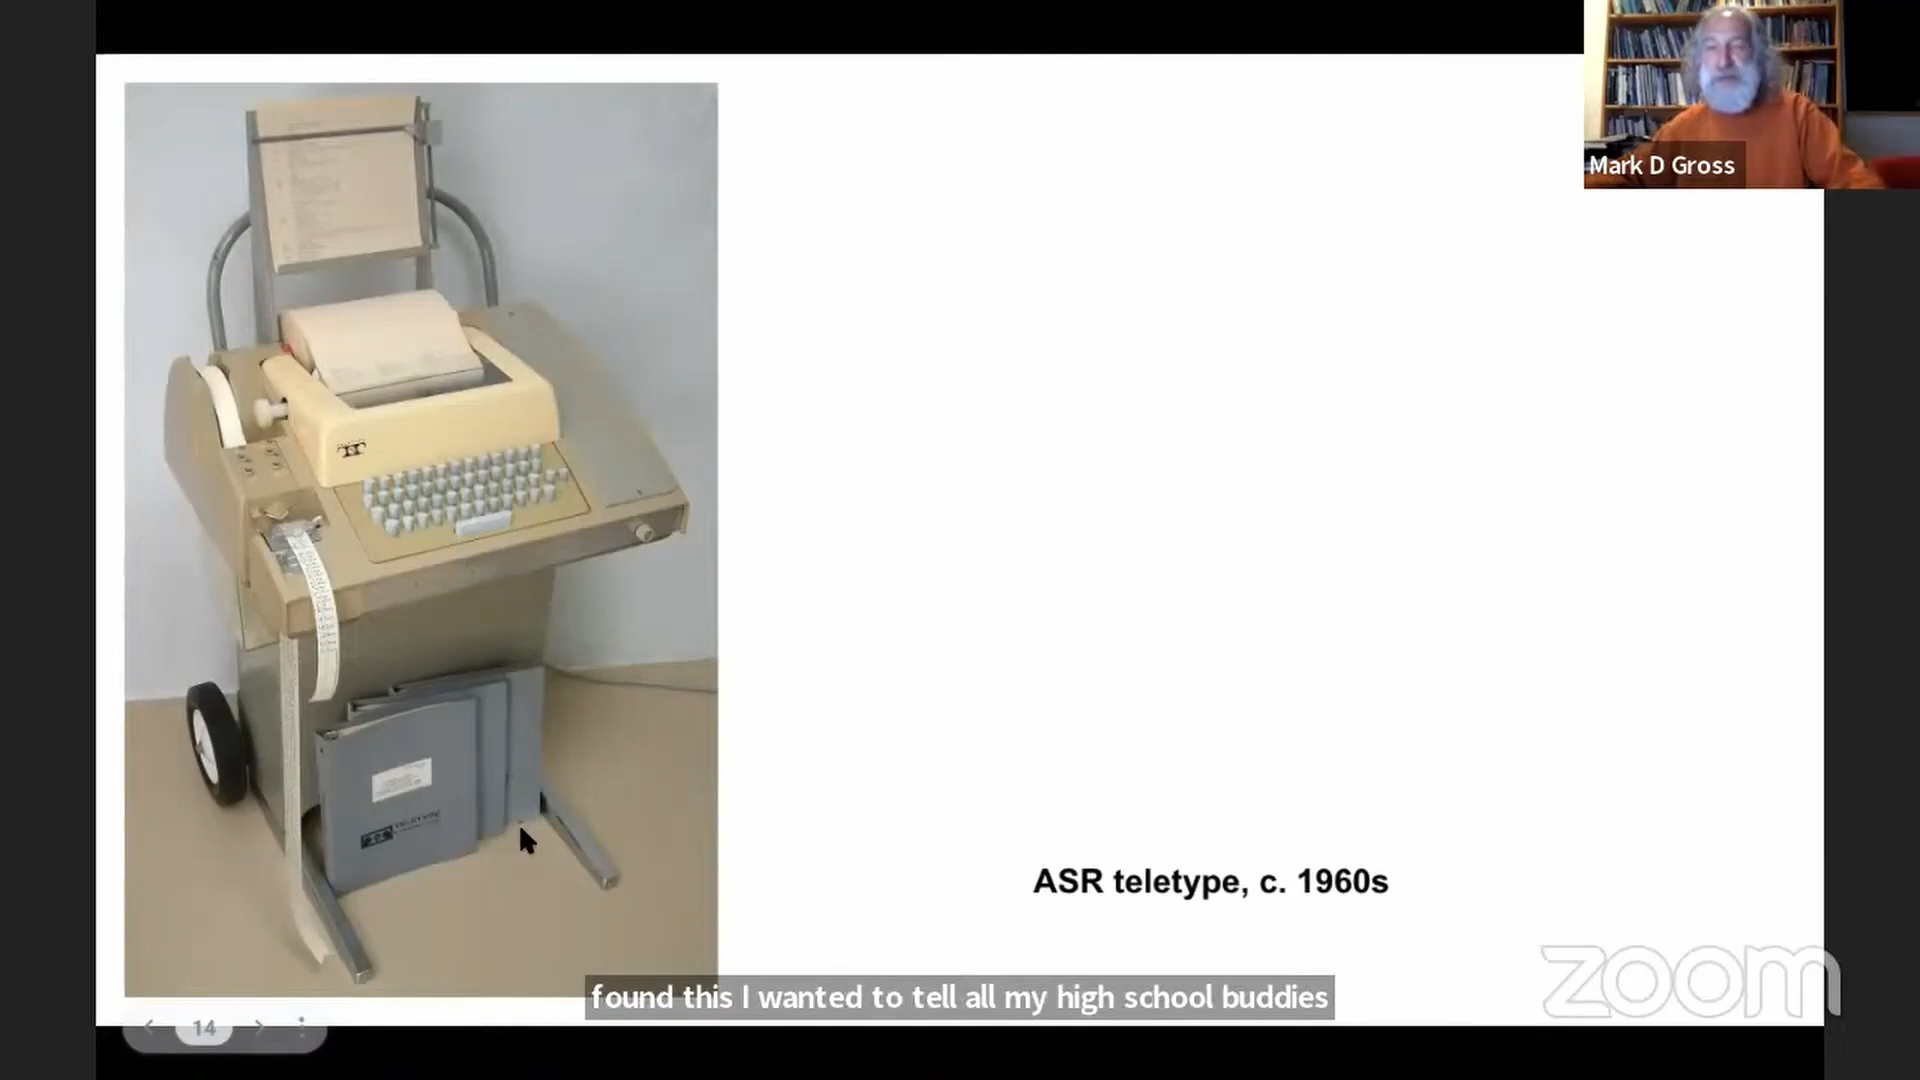 Mark D Gross
ASR teletype, c. 1960s
zoom
found this I wanted to tell all my high school buddies
14